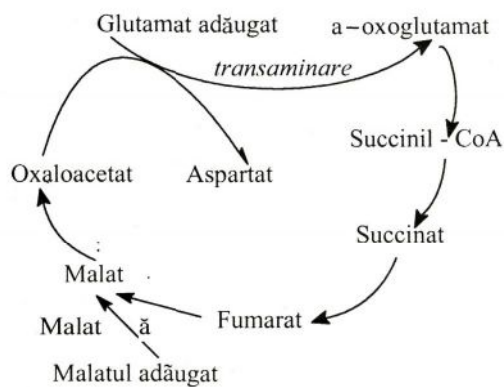 Glutamat adăugat
a-oxoglutamat
transaminare
Succinil - CoA
Oxaloacetat
Aspartat
Succinat
Malat
Fumarat
Malat ă
Malatul adăugat